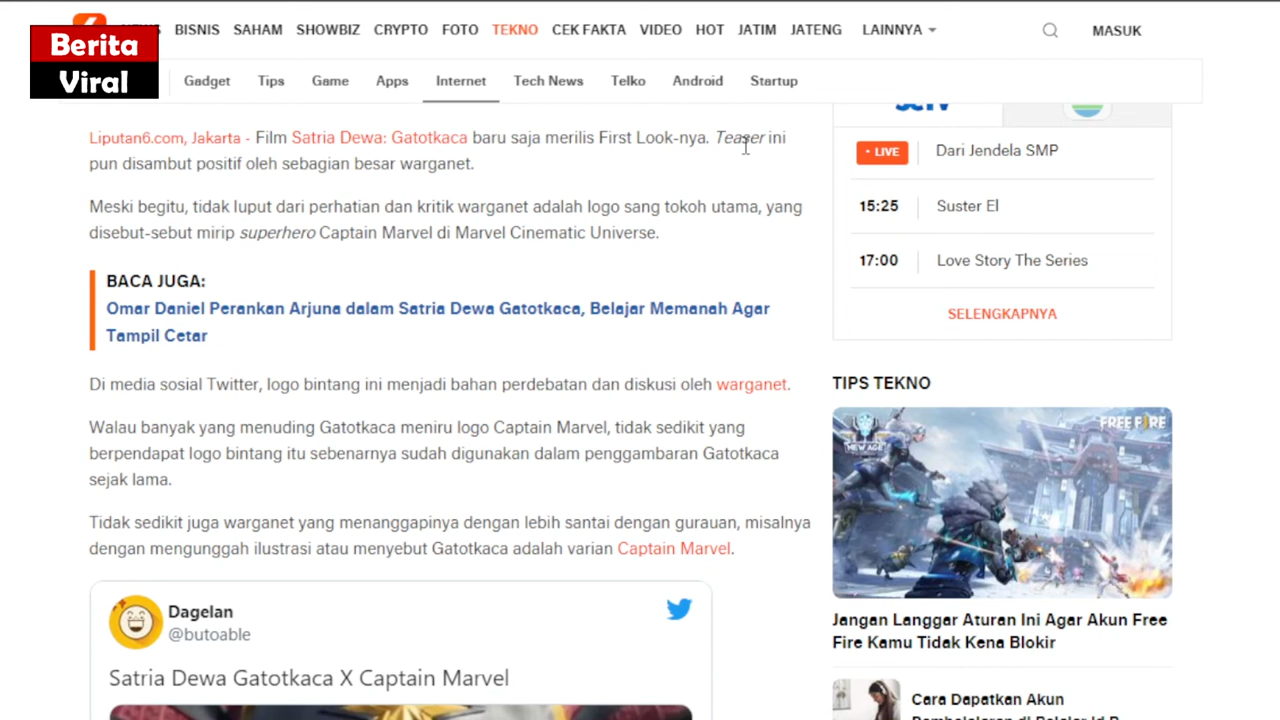 NEWS BISNIS SAHAM SHOWBIZ CRYPTO FOTO TEKNO CEK FAKTA VIDEO HOT JATIM JATENG LAINNYA MASUK
Berita
Viral
Gadget Tips Game Apps Internet Tech News Telko Android Startup
Liputan6.com, Jakarta - Film Satria Dewa: Gatotkaca baru saja merilis First Look-nya. Teaser ini
pun disambut positif oleh sebagian besar warganet.
Meski begitu, tidak luput dari perhatian dan kritik warganet adalah logo sang tokoh utama, yang
disebut-sebut mirip superhero Captain Marvel di Marvel Cinematic Universe.
BACA JUGA:
Omar Daniel Perankan Arjuna dalam Satria Dewa Gatotkaca, Belajar Memanah Agar
Tampil Cetar
Di media sosial Twitter, logo bintang ini menjadi bahan perdebatan dan diskusi oleh warganet.
Walau banyak yang menuding Gatotkaca meniru logo Captain Marvel, tidak sedikit yang
berpendapat logo bintang itu sebenarnya sudah digunakan dalam penggambaran Gatotkaca
sejak lama.
Tidak sedikit juga warganet yang menanggapinya dengan lebih santai dengan gurauan, misalnya
dengan mengunggah ilustrasi atau menyebut Gatotkaca adalah varian Captain Marvel.
Dagelan
@butoable
Satria Dewa Gatotkaca X Captain Marvel
• LIVE Dari Jendela SMP
15:25 Suster El
17:00 Love Story The Series
SELENGKAPNYA
TIPS TEKNO
NEW AGE
FREE FIRE
Jangan Langgar Aturan Ini Agar Akun Free
Fire Kamu Tidak Kena Blokir
Cara Dapatkan Akun